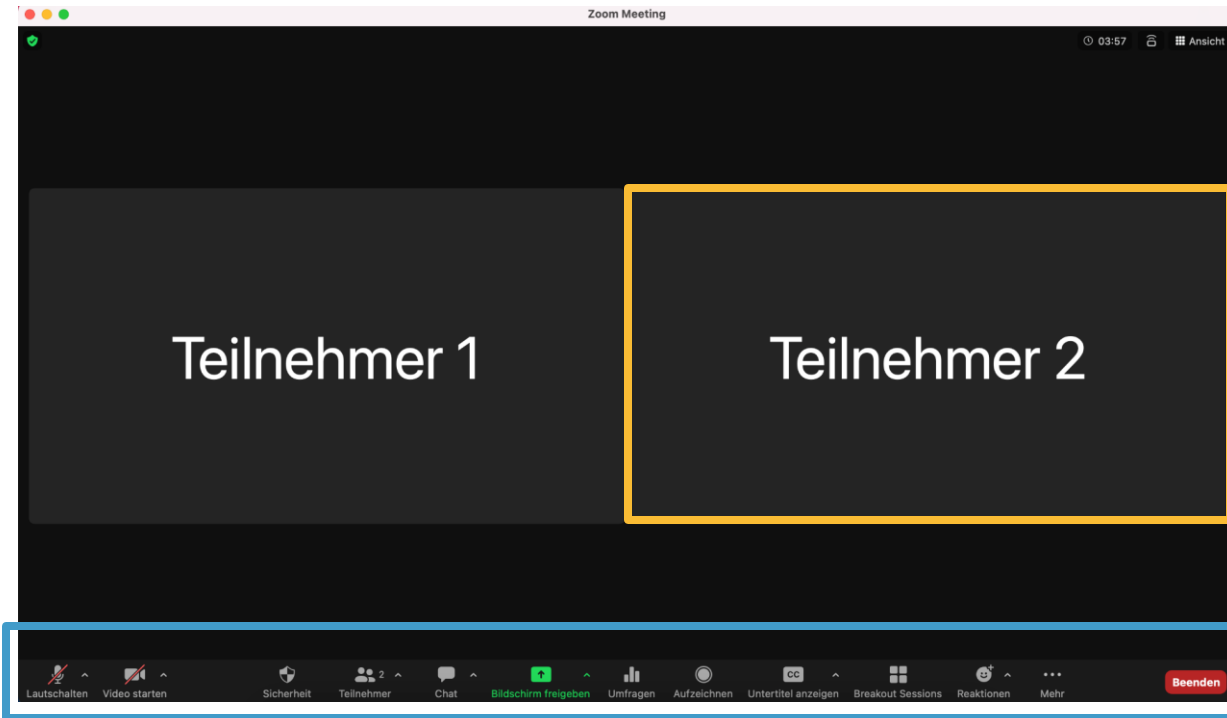 Zoom Meeting
03:57 Ansicht
Teilnehmer 1 Teilnehmer 2
2
Lautschalten Video starten Sicherheit Teilnehmer Chat Bildschirm freigeben Umfragen Aufzeichnen Untertitel anzeigen Breakout Sessions Reaktionen Mehr Beenden